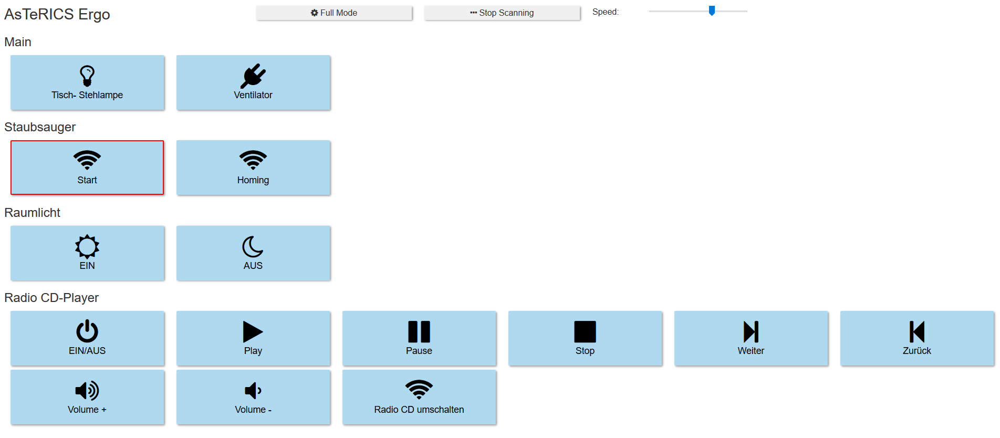 AsTeRICS Ergo
Full Mode
Stop Scanning
Speed:
Main
Tisch- Stehlampe
Ventilator
Staubsauger
Start
Homing
Raumlicht
EIN
AUS
Radio CD-Player
EIN/AUS
Play
Pause
Stop
Weiter
Zurück
Volume +
Volume -
Radio CD umschalten